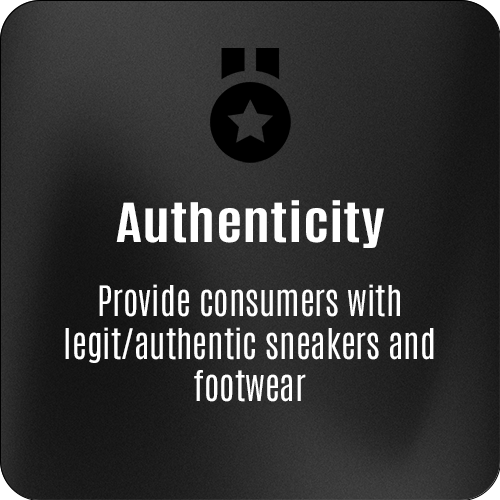 Authenticity
Provide consumers with
legit/authentic sneakers and
footwear